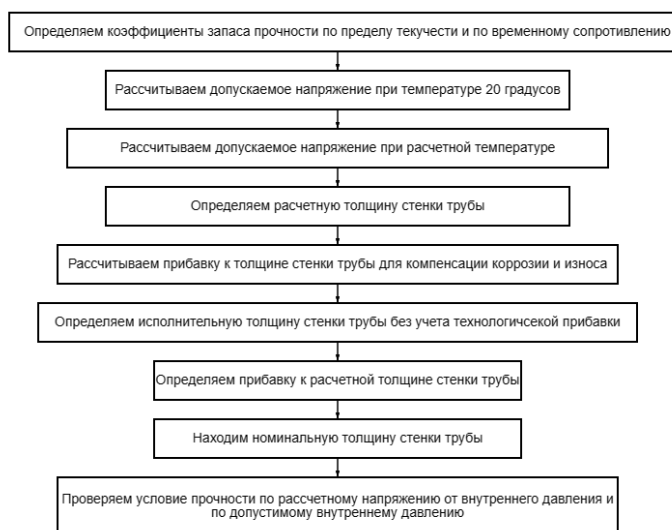 Определяем коэффициенты запаса прочности по пределу текучести и по временному сопротивлению
Рассчитываем допускаемое напряжение при температуре 20 градусов
Рассчитываем допускаемое напряжение при расчетной температуре
Определяем расчетную толщину стенки трубы
Рассчитываем прибавку к толщине стенки трубы для компенсации коррозии и износа
Определяем исполнительную толщину стенки трубы без учета технологичсекой прибавки
Определяем прибавку к расчетной толщине стенки трубы
Находим номинальную толщину стенки трубы
Проверяем условие прочности по рассчетному напряжению от внутреннего давления и
по допустимому внутреннему давлению